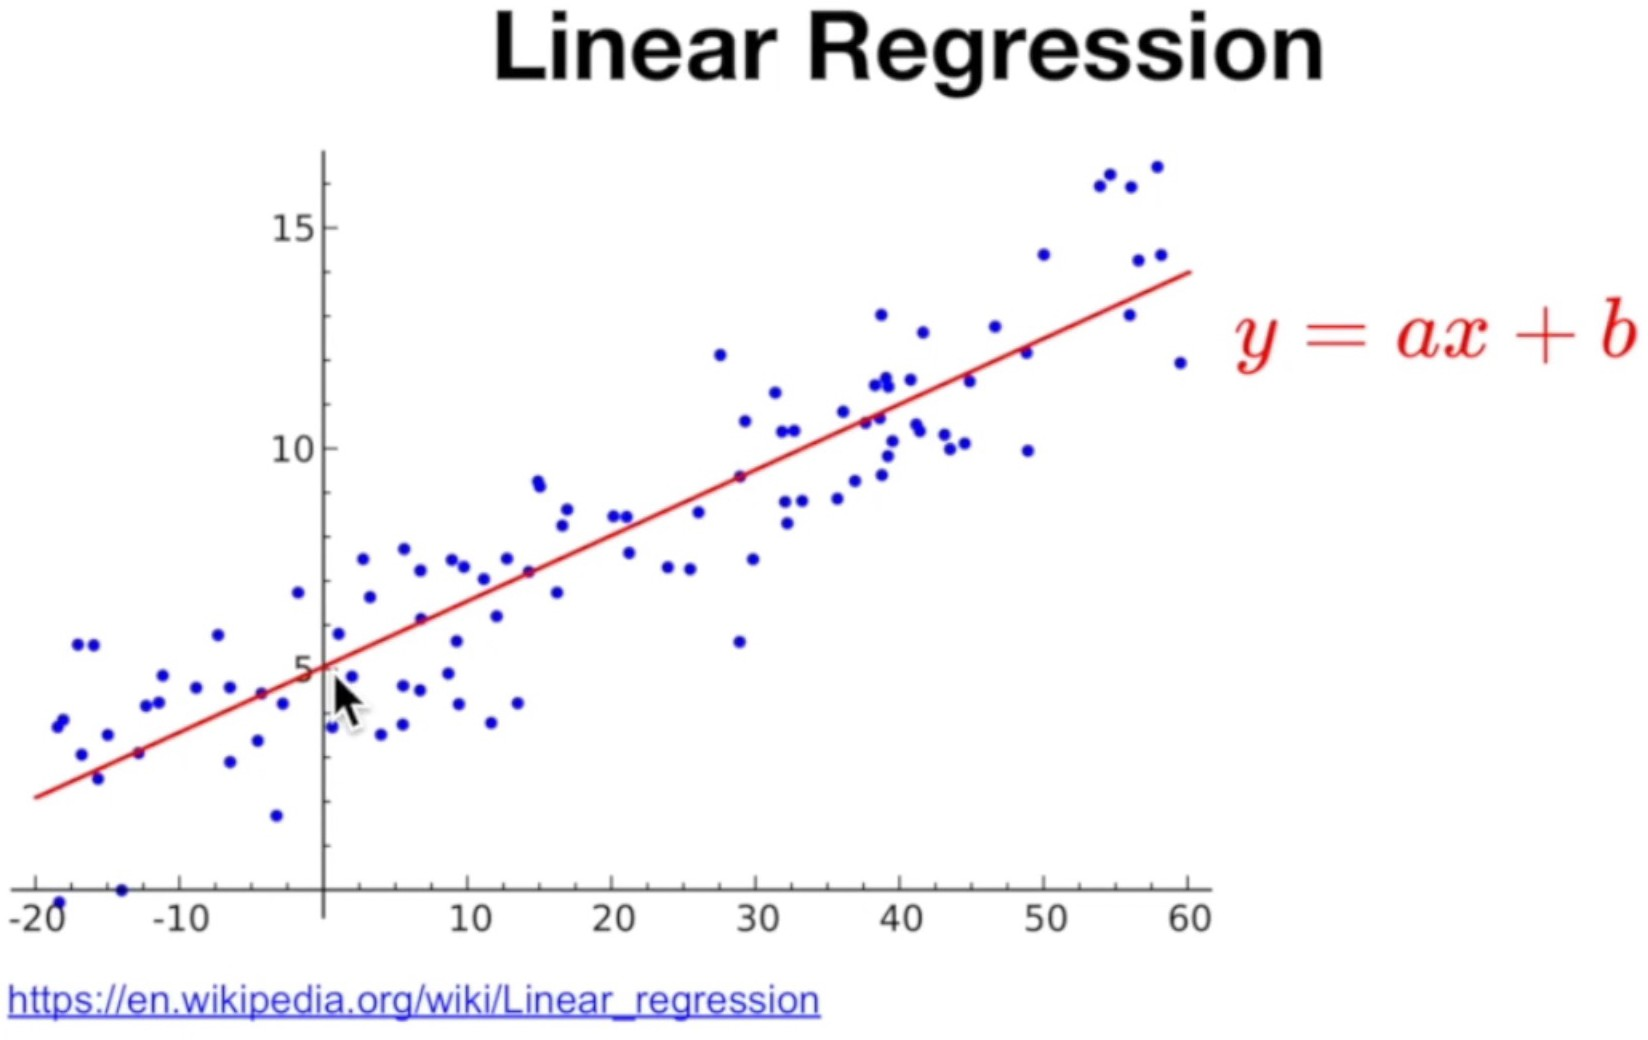 Linear Regression
15
10
5
y = ax + b
-20 -10 10 20 30 40 50 60
https://en.wikipedia.org/wiki/Linear_regression